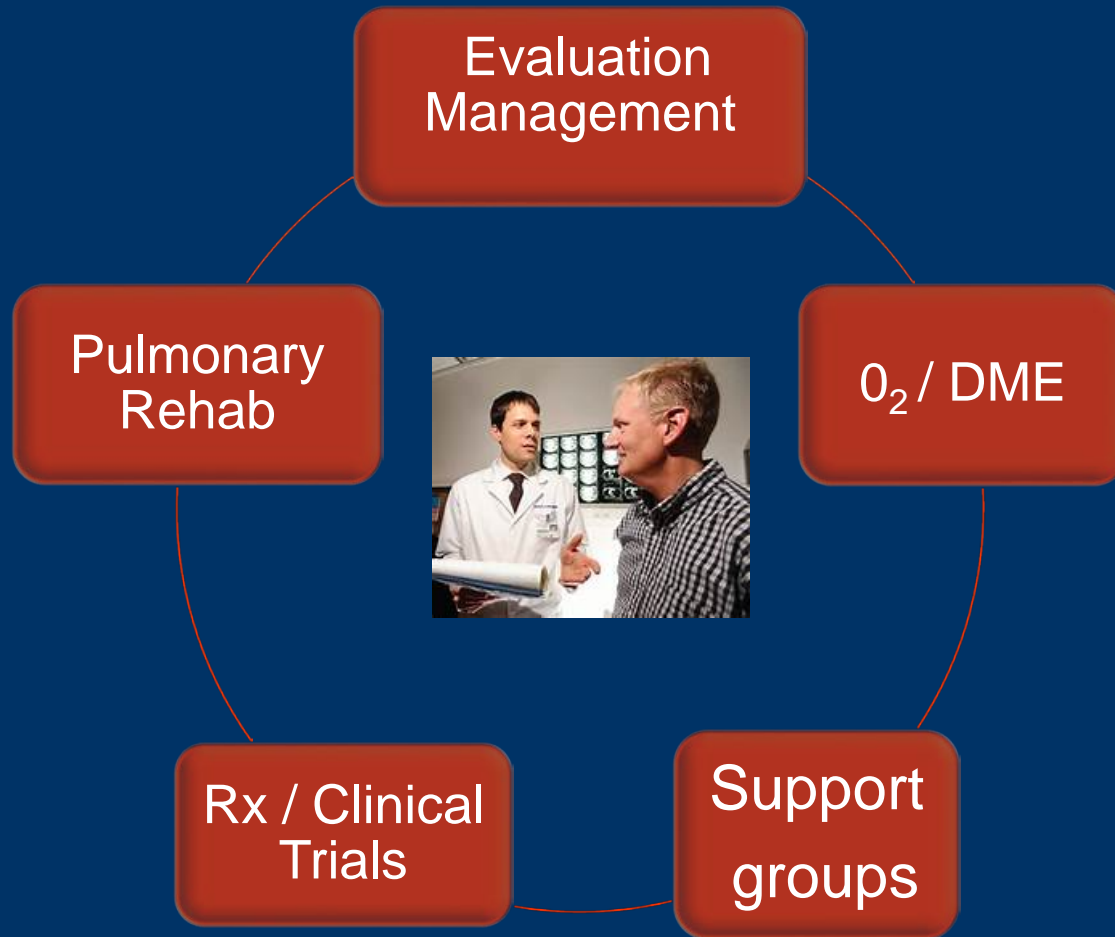 Evaluation
Management
Pulmonary
Rehab
0₂ / DME
Rx / Clinical
Trials
Support
groups